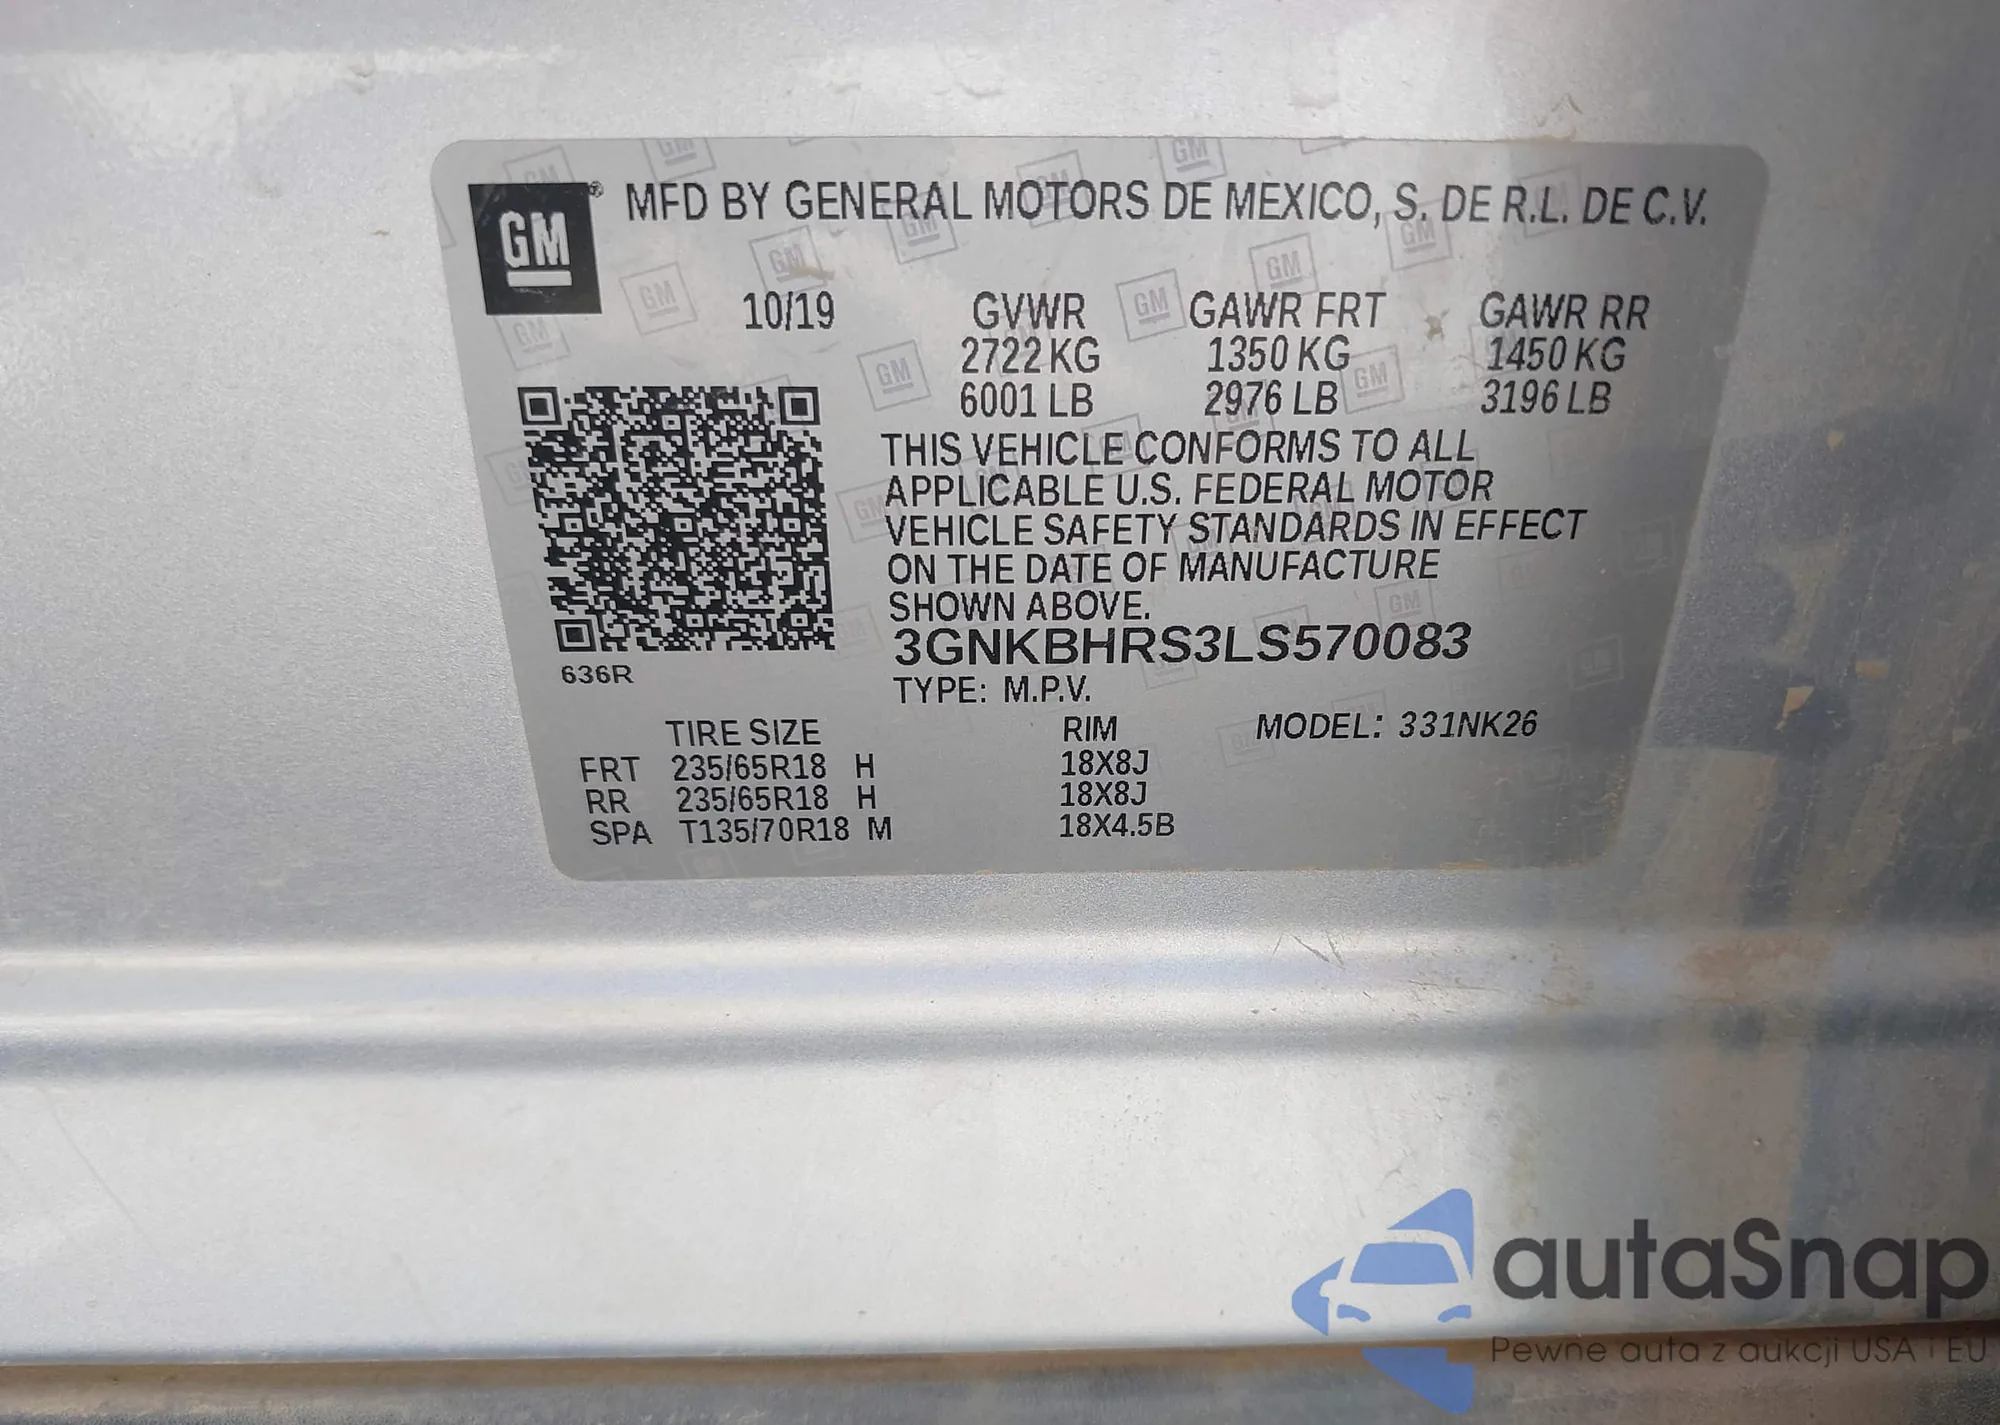 GM ® MFD BY GENERAL MOTORS DE MEXICO, S. DE R.L. DE C.V.
10/19 GVWR GAWR FRT GAWR RR
2722 KG 1350 KG 1450 KG
6001 LB 2976 LB 3196 LB
THIS VEHICLE CONFORMS TO ALL
APPLICABLE U.S. FEDERAL MOTOR
VEHICLE SAFETY STANDARDS IN EFFECT
ON THE DATE OF MANUFACTURE
SHOWN ABOVE.
3GNKBHRS3LS570083
636R
TYPE: M.P.V.
TIRE SIZE RIM MODEL: 331NK26
FRT 235/65R18 H 18X8J
RR 235/65R18 H 18X8J
SPA T135/70R18 M 18X4.5B
autaSnap
Pewne auta z aukcji USA i EU